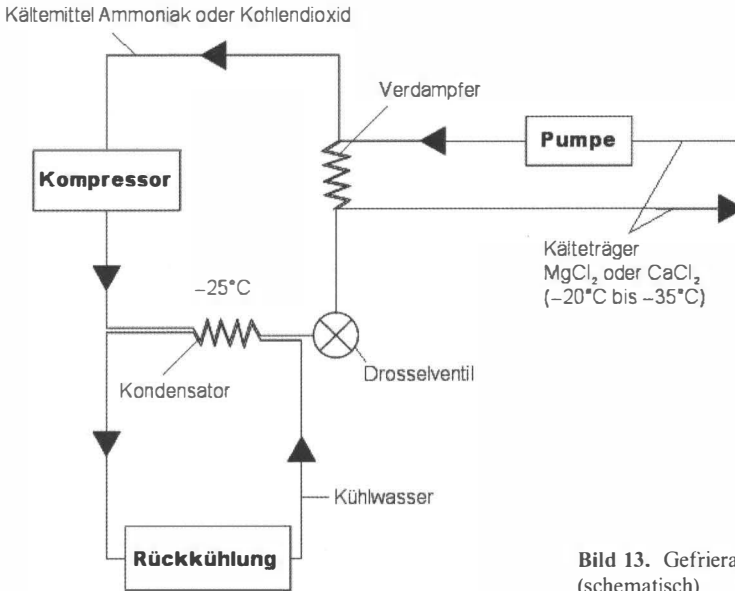 Kältemittel Ammoniak oder Kohlendioxid
Verdampfer
Pumpe
Kompressor
Kälteträger
MgCl₂ oder CaCl₂
(–20°C bis –35°C)
–25°C
Drosselventil
Kondensator
Kühlwasser
Rückkühlung
Bild 13. Gefriera
(schematisch)